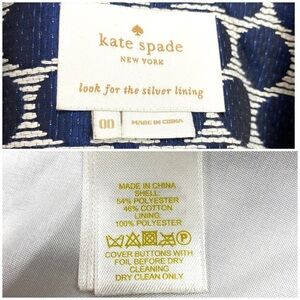 kate spade
NEW YORK
look for the silver lining
00
MADE IN CHINA
MADE IN CHINA
SHELL:
54% POLYESTER
46% COTTON
LINING:
100% POLYESTER
P
COVER BUTTONS WITH
FOIL BEFORE DRY
CLEANING
DRY CLEAN ONLY